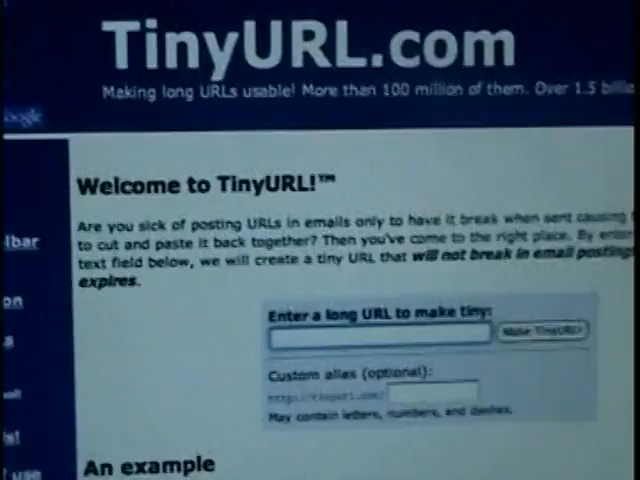 TinyURL.com
Making long URLs usable! More than 100 million of them. Over 1.5
Welcome to TinyURL!™
Are you sick of posting URLs in emails only to have it break when sent causing
to cut and paste it back together? Then you've come to the right place. By
text field below, we will create a tiny URL that will not break in email
expires.
Enter a long URL to make tiny:
Make TinyURL!
Custom alias (optional):
http://tinyurl.com/
May contain letters, numbers, and dashes.
An example
use